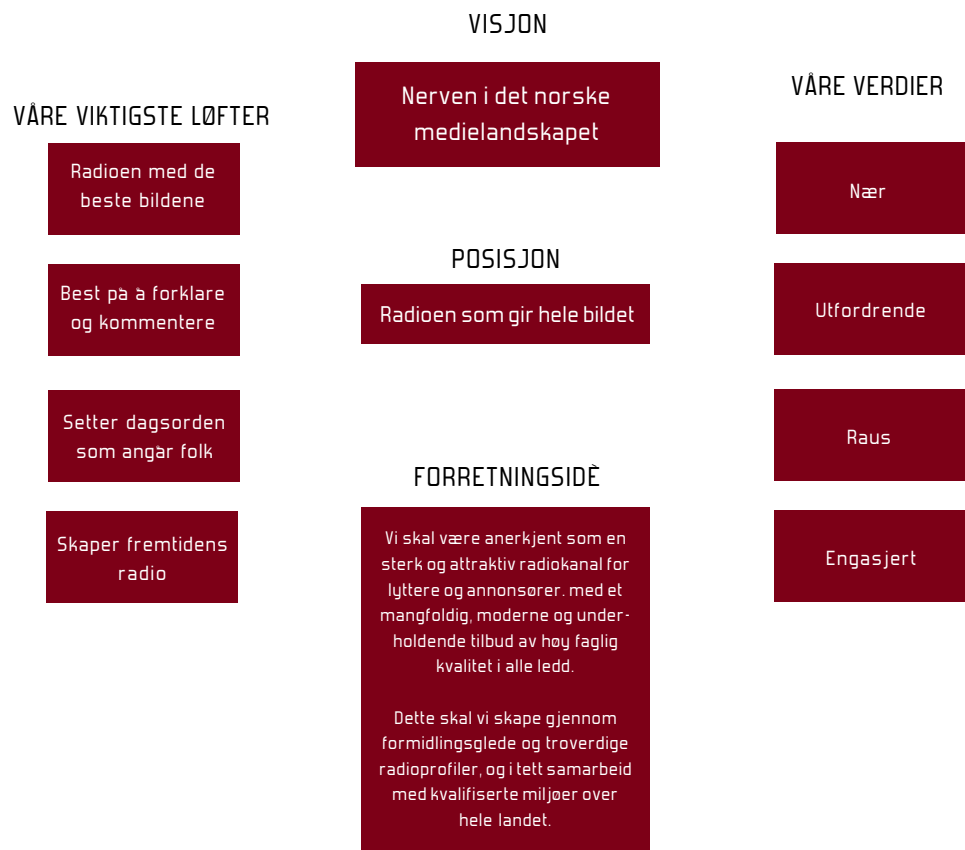 VISJON
Nerven i det norske
medielandskapet
VÅRE VIKTIGSTE LØFTER
Radioen med de
beste bildene
Best på å forklare
og kommentere
Setter dagsorden
som angår folk
Skaper fremtidens
radio
POSISJON
Radioen som gir hele bildet
FORRETNINGSIDÈ
Vi skal være anerkjent som en
sterk og attraktiv radiokanal for
lyttere og annonsører. med et
mangfoldig, moderne og under-
holdende tilbud av høy faglig
kvalitet i alle ledd.
Dette skal vi skape gjennom
formidlingsglede og troverdige
radioprofiler, og i tett samarbeid
med kvalifiserte miljøer over
hele landet.
VÅRE VERDIER
Nær
Utfordrende
Raus
Engasjert